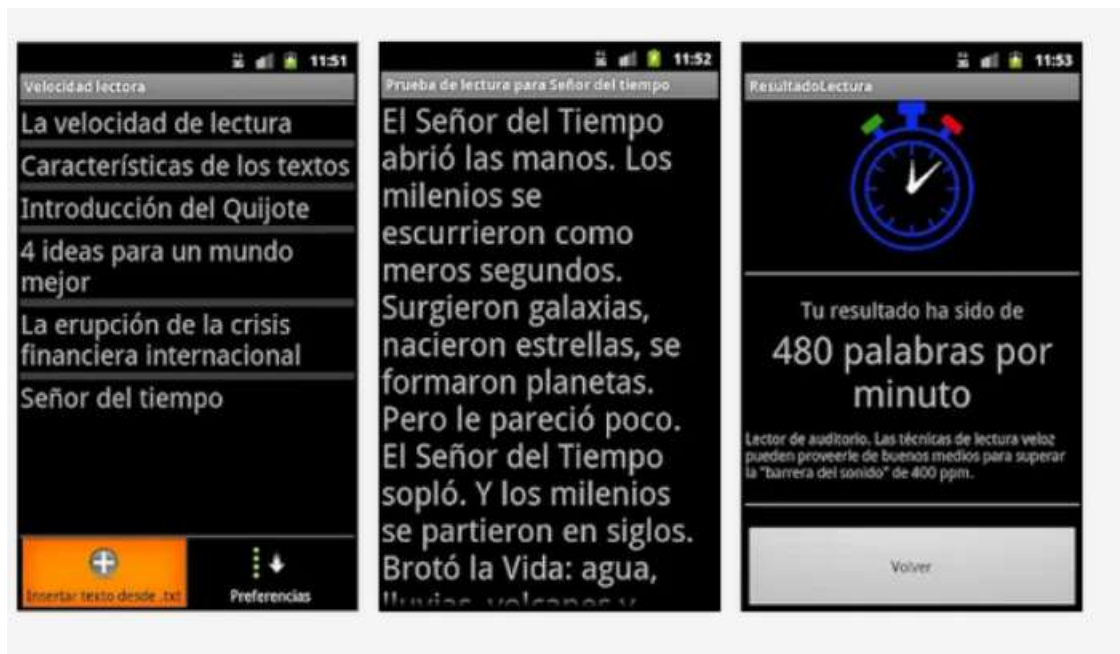 11:51
Velocidad lectora
La velocidad de lectura
Características de los textos
Introducción del Quijote
4 ideas para un mundo
mejor
La erupción de la crisis
financiera internacional
Señor del tiempo
Insertar texto desde .txt
Preferencias
11:52
Prueba de lectura para Señor del tiempo
El Señor del Tiempo
abrió las manos. Los
milenios se
escurrieron como
meros segundos.
Surgieron galaxias,
nacieron estrellas, se
formaron planetas.
Pero le pareció poco.
El Señor del Tiempo
sopló. Y los milenios
se partieron en siglos.
Brotó la Vida: agua,
lluvias, volcanes y
11:53
ResultadoLectura
Tu resultado ha sido de
480 palabras por
minuto
Lector de auditorio. Las técnicas de lectura veloz
pueden proveerle de buenos medios para superar
la "barrera del sonido" de 400 ppm.
Volver